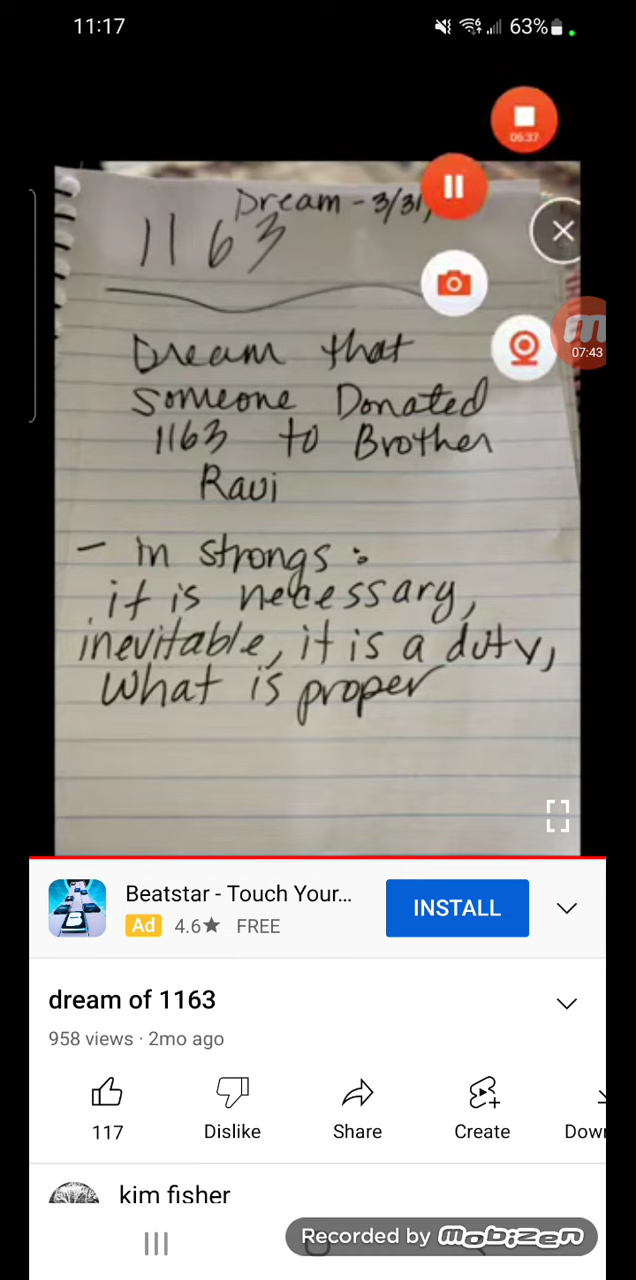 11:17 63%
06:37
Dream - 3/31,
1163
07:43
Dream that
someone Donated
1163 to Brother
Ravi
- in strongs :
it is necessary,
inevitable, it is a duty,
What is proper
Beatstar - Touch Your...
INSTALL
Ad 4.6★ FREE
dream of 1163
958 views · 2mo ago
117 Dislike Share Create
kim fisher
Recorded by mobizen